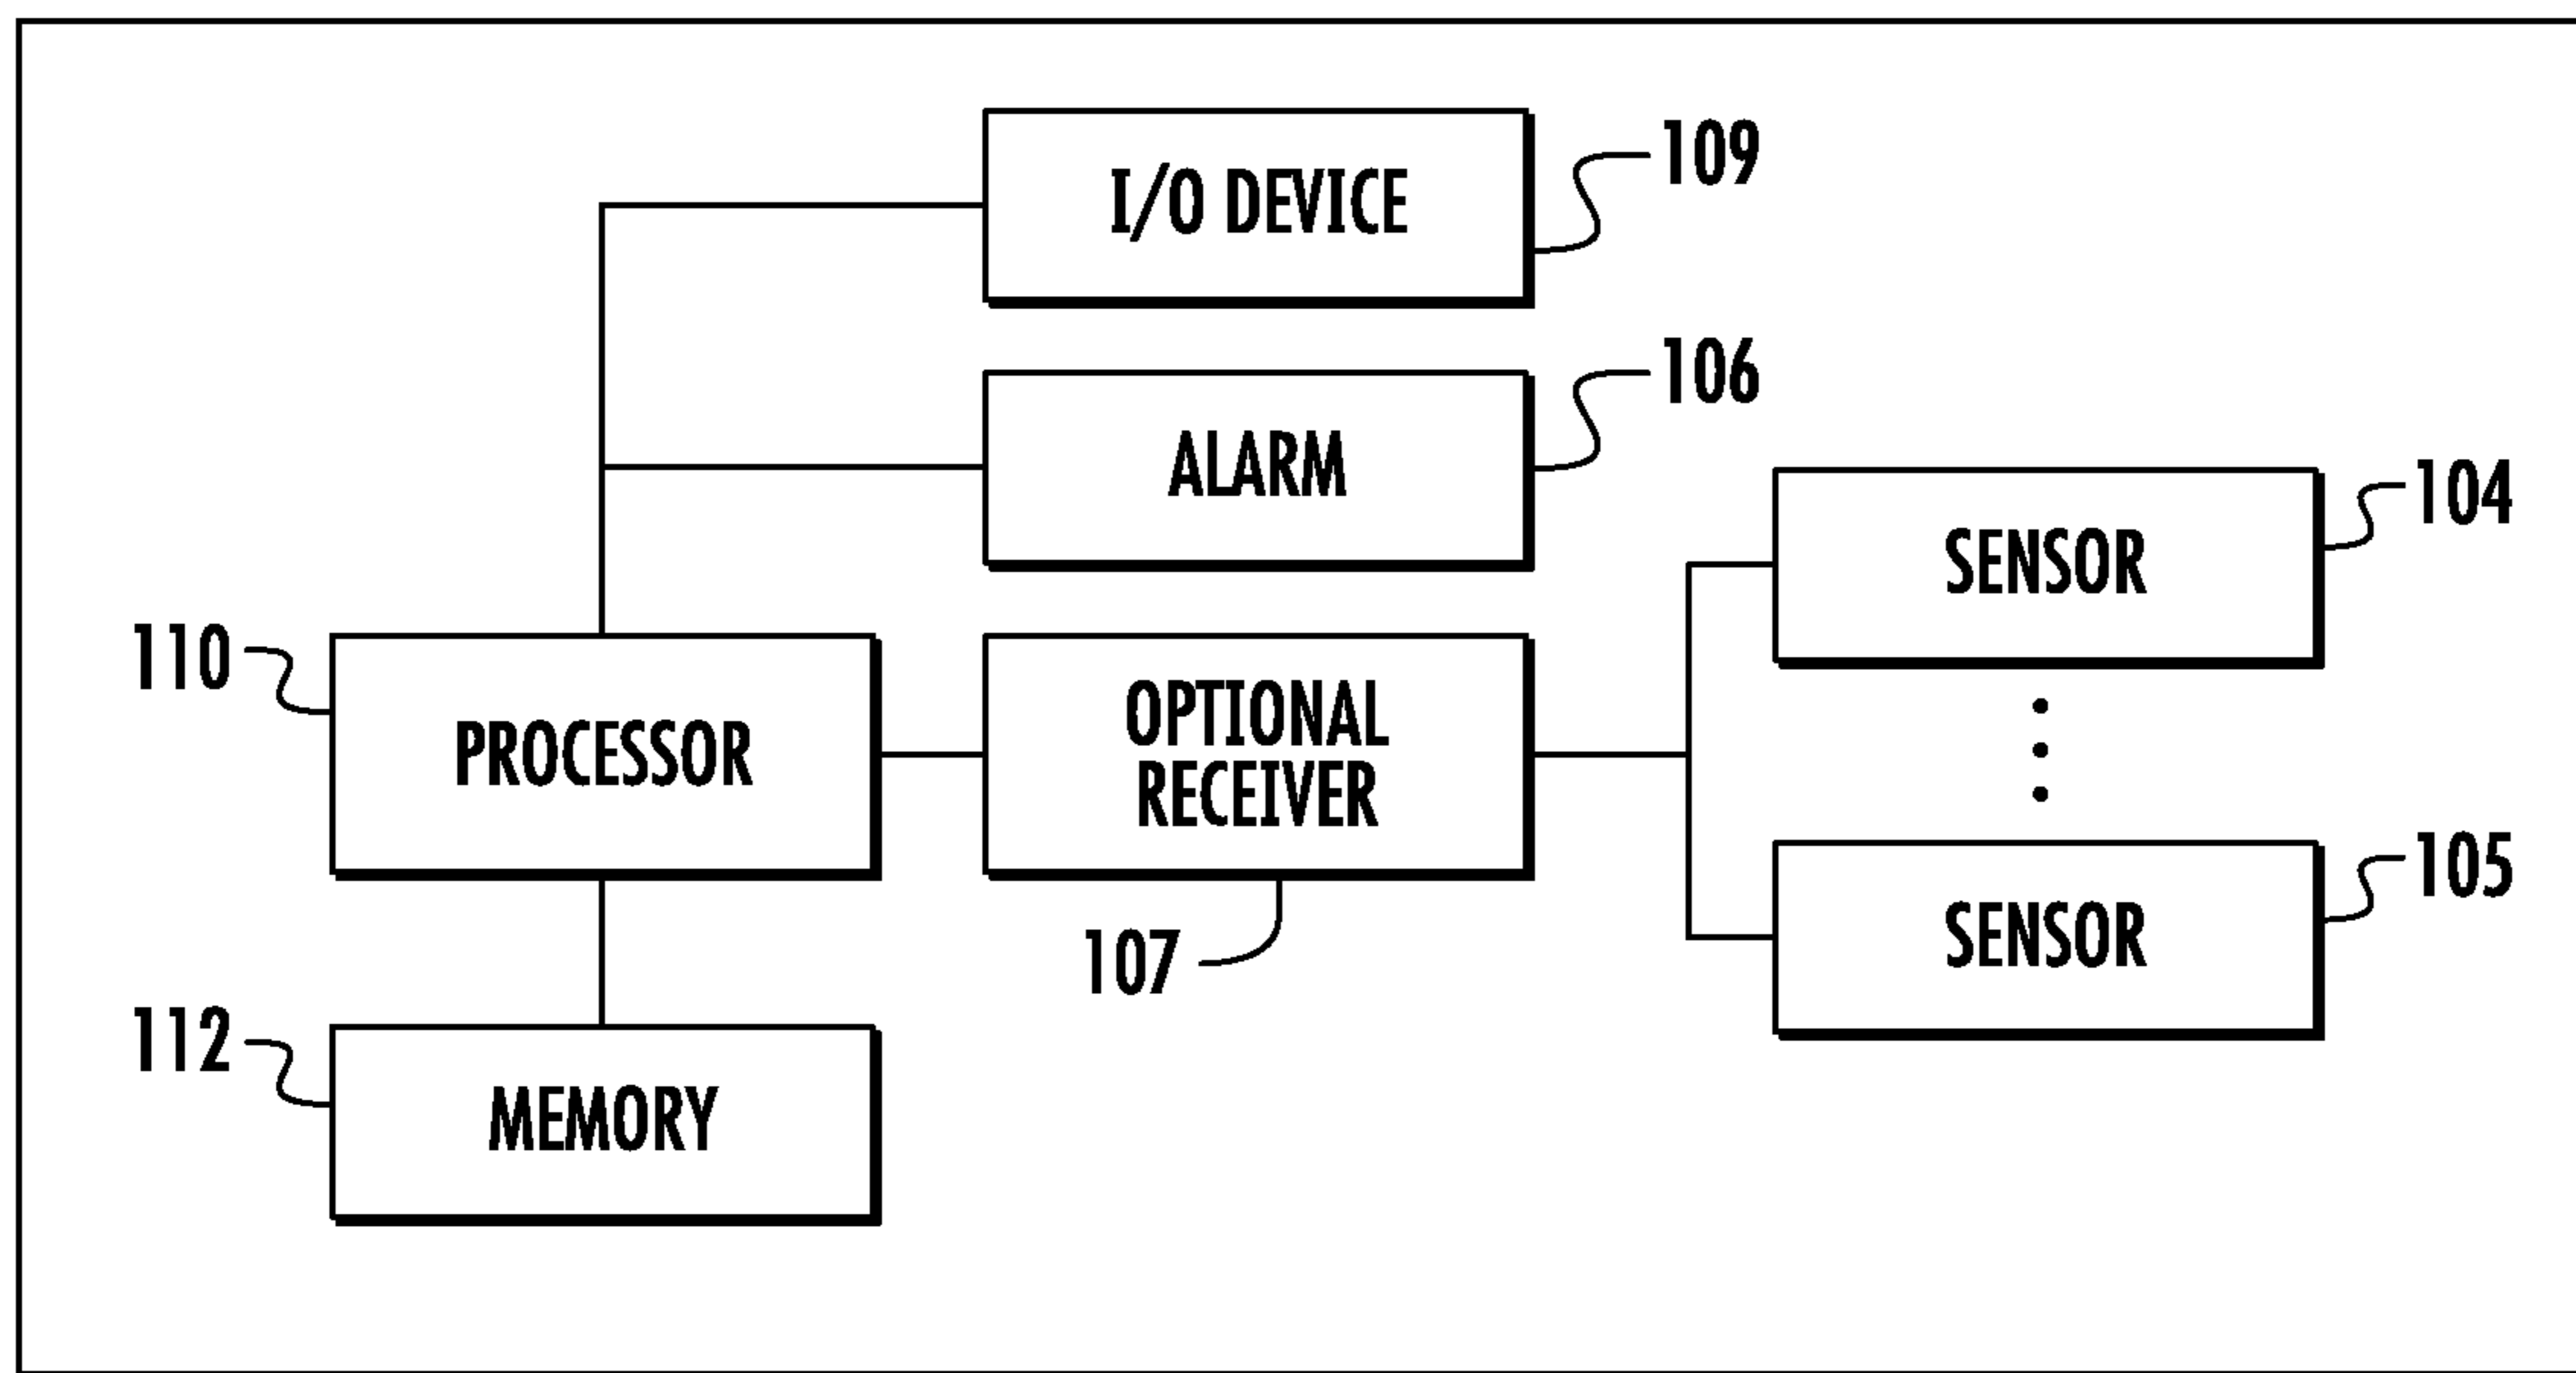 I/O DEVICE
109
ALARM
106
SENSOR
104
110
PROCESSOR
OPTIONAL
RECEIVER
107
SENSOR
105
112
MEMORY